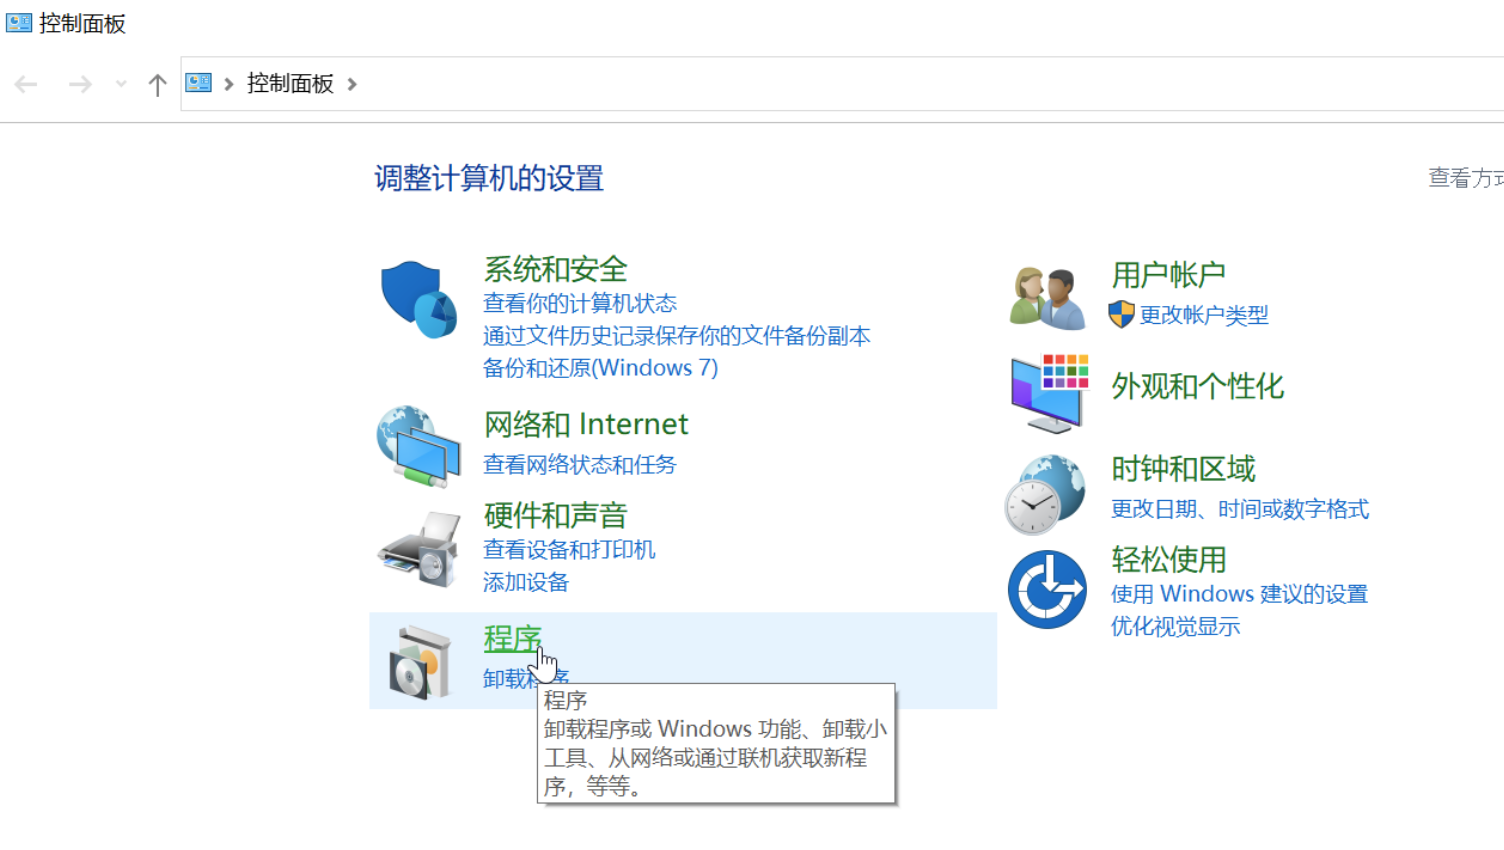 控制面板
控制面板
调整计算机的设置
查看方式
系统和安全
查看你的计算机状态
通过文件历史记录保存你的文件备份副本
备份和还原(Windows 7)
网络和 Internet
查看网络状态和任务
硬件和声音
查看设备和打印机
添加设备
程序
卸载程序
程序
卸载程序或 Windows 功能、卸载小
工具、从网络或通过联机获取新程
序，等等。
用户帐户
更改帐户类型
外观和个性化
时钟和区域
更改日期、时间或数字格式
轻松使用
使用 Windows 建议的设置
优化视觉显示